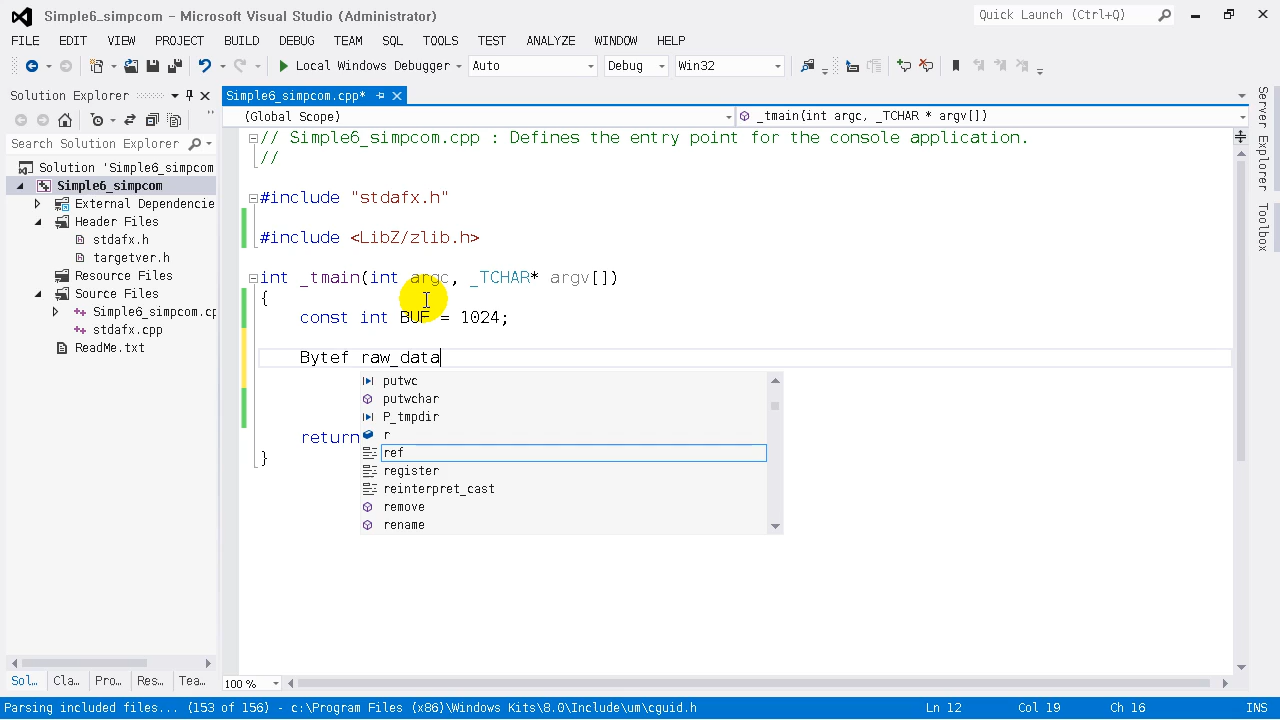 Simple6_simpcom - Microsoft Visual Studio (Administrator)
Quick Launch (Ctrl+Q)
FILE EDIT VIEW PROJECT BUILD DEBUG TEAM SQL TOOLS TEST ANALYZE WINDOW HELP
Local Windows Debugger Auto Debug Win32
Solution Explorer
Simple6_simpcom.cpp*
(Global Scope)
_tmain(int argc, _TCHAR * argv[])
Search Solution Explorer
Solution 'Simple6_simpcom
Simple6_simpcom
External Dependencie
Header Files
stdafx.h
targetver.h
Resource Files
Source Files
Simple6_simpcom.cp
stdafx.cpp
ReadMe.txt
Sol... Cla... Pro... Res... Tea...
// Simple6_simpcom.cpp : Defines the entry point for the console application.
//
#include "stdafx.h"
#include <LibZ/zlib.h>
int _tmain(int argc, _TCHAR* argv[])
{
const int BUF = 1024;
Bytef raw_data
putwc
putwchar
P_tmpdir
r
ref
register
reinterpret_cast
remove
rename
return
}
100 %
Server Explorer
Toolbox
Parsing included files... (153 of 156) - c:\Program Files (x86)\Windows Kits\8.0\Include\um\cguid.h
Ln 12 Col 19 Ch 16 INS